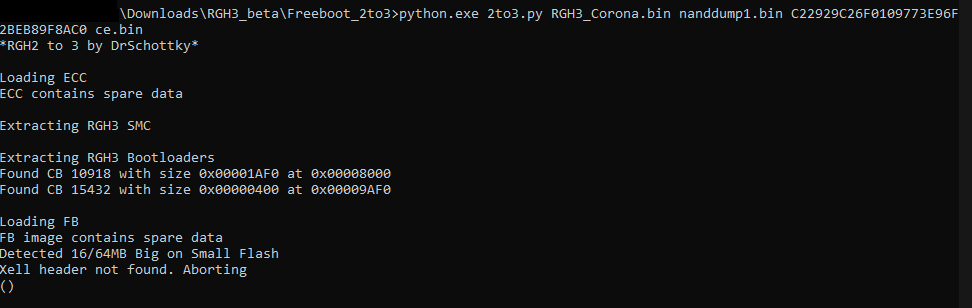 \Downloads\RGH3_beta\Freeboot_2to3>python.exe 2to3.py RGH3_Corona.bin nanddump1.bin C22929C26F0109773E96F
2BEB89F8AC0 ce.bin
*RGH2 to 3 by DrSchottky*
Loading ECC
ECC contains spare data
Extracting RGH3 SMC
Extracting RGH3 Bootloaders
Found CB 10918 with size 0x00001AF0 at 0x00008000
Found CB 15432 with size 0x00000400 at 0x00009AF0
Loading FB
FB image contains spare data
Detected 16/64MB Big on Small Flash
Xell header not found. Aborting
()